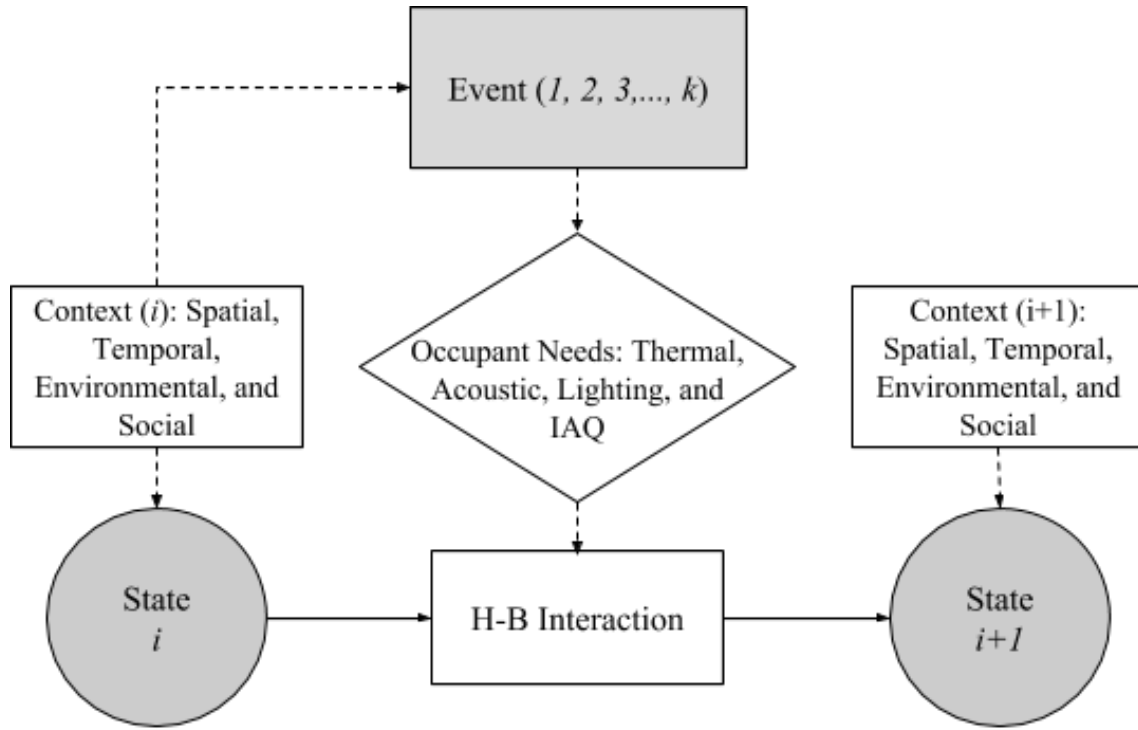 Event (1, 2, 3,..., k)
Context (i): Spatial,
Temporal,
Environmental, and
Social
Occupant Needs: Thermal,
Acoustic, Lighting, and
IAQ
Context (i+1):
Spatial, Temporal,
Environmental, and
Social
State
i
H-B Interaction
State
i+1